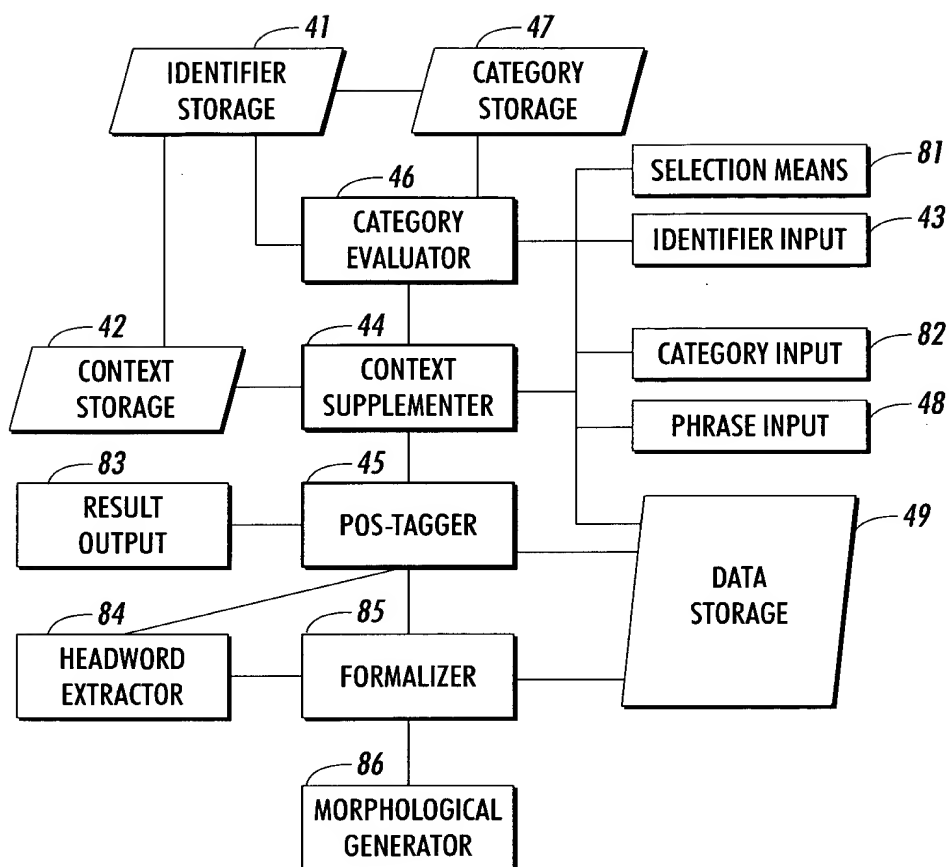 41
IDENTIFIER
STORAGE
47
CATEGORY
STORAGE
46
CATEGORY
EVALUATOR
81
SELECTION MEANS
43
IDENTIFIER INPUT
82
CATEGORY INPUT
48
PHRASE INPUT
42
CONTEXT
STORAGE
44
CONTEXT
SUPPLEMENTER
83
RESULT
OUTPUT
45
POS-TAGGER
49
DATA
STORAGE
84
HEADWORD
EXTRACTOR
85
FORMALIZER
86
MORPHOLOGICAL
GENERATOR